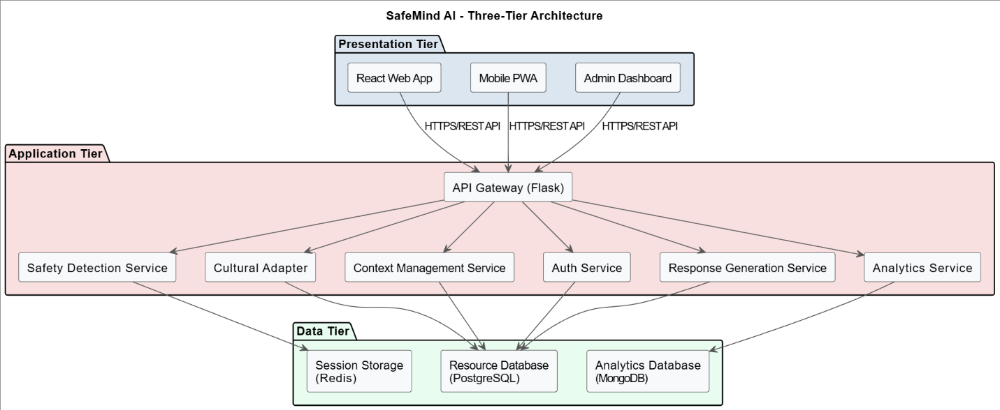 SafeMind AI - Three-Tier Architecture
Presentation Tier
React Web App
Mobile PWA
Admin Dashboard
HTTPS/REST API
HTTPS/REST API
HTTPS/REST API
Application Tier
API Gateway (Flask)
Safety Detection Service
Cultural Adapter
Context Management Service
Auth Service
Response Generation Service
Analytics Service
Data Tier
Session Storage
(Redis)
Resource Database
(PostgreSQL)
Analytics Database
(MongoDB)